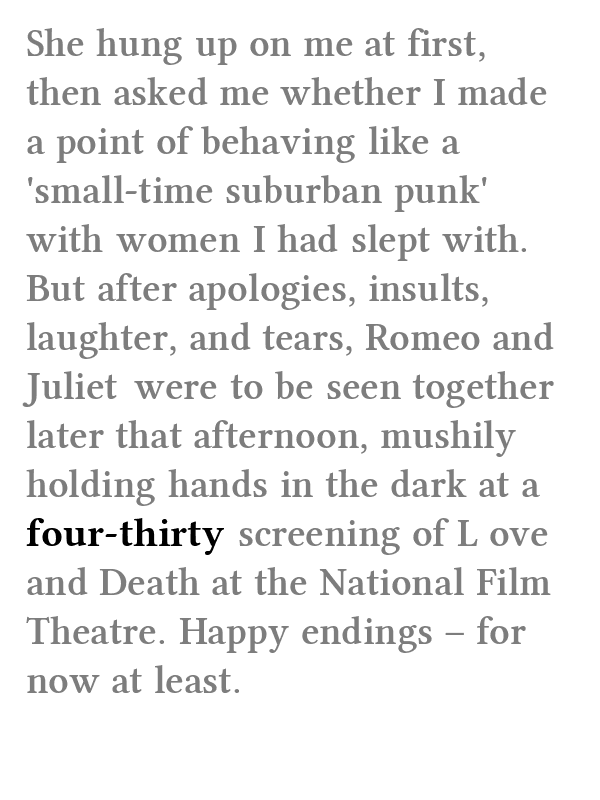 She hung up on me at first,
then asked me whether I made
a point of behaving like a
'small-time suburban punk'
with women I had slept with.
But after apologies, insults,
laughter, and tears, Romeo and
Juliet were to be seen together
later that afternoon, mushily
holding hands in the dark at a
four-thirty screening of L ove
and Death at the National Film
Theatre. Happy endings – for
now at least.